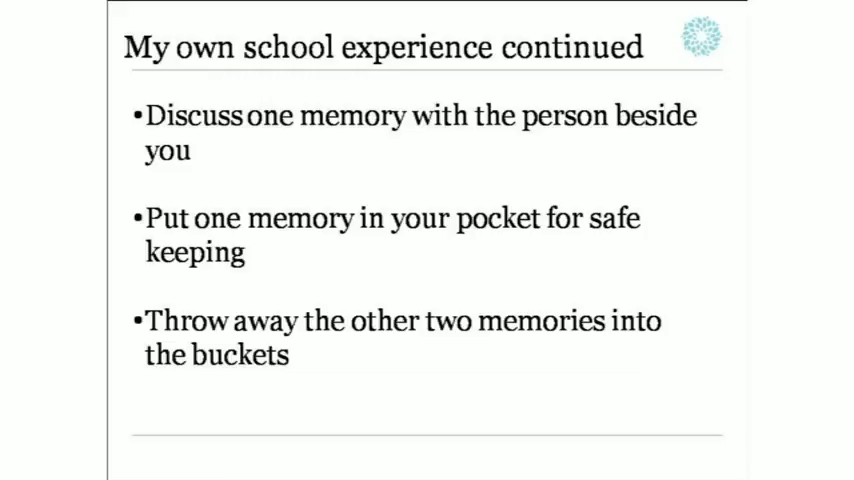 My own school experience continued
•Discuss one memory with the person beside
you
•Put one memory in your pocket for safe
keeping
•Throw away the other two memories into
the buckets